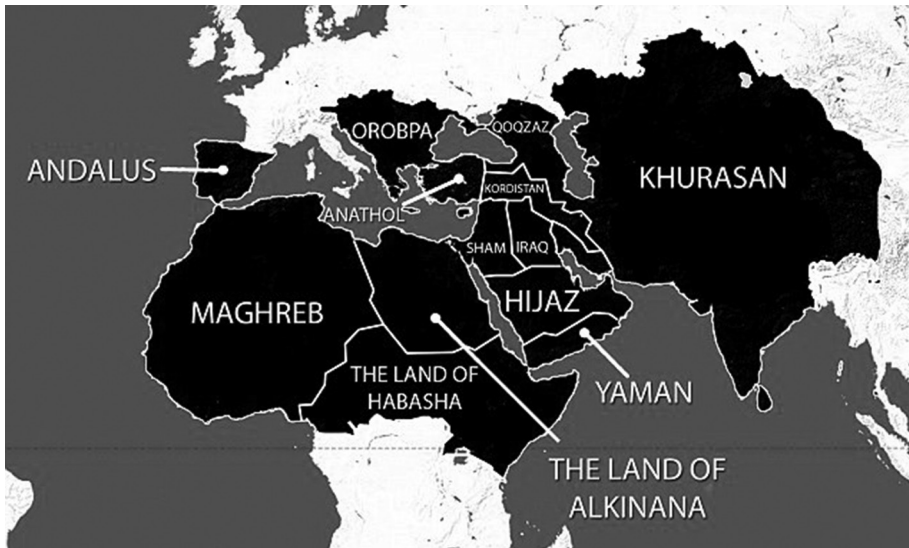 OROBPA
QOQZAZ
ANDALUS
KHURASAN
KORDISTAN
ANATHOL
SHAM
IRAQ
HIJAZ
MAGHREB
THE LAND OF
HABASHA
YAMAN
THE LAND OF
ALKINANA